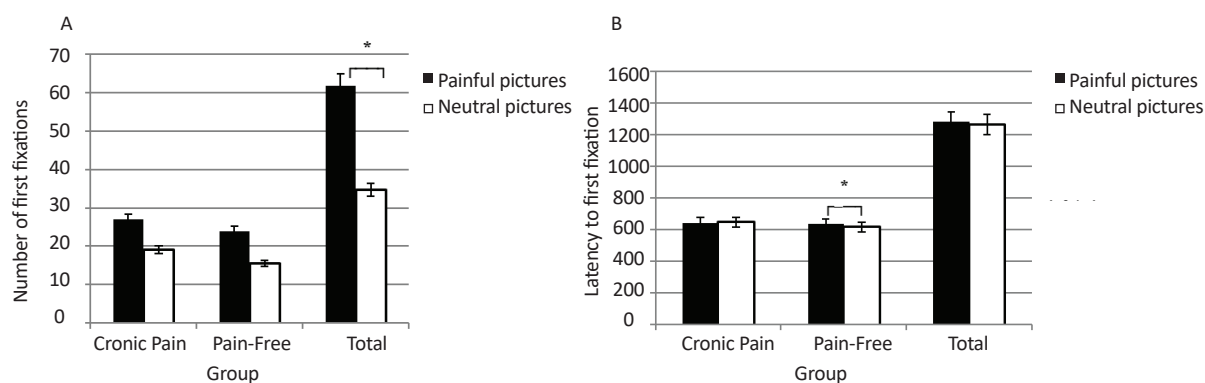 A
70
60
50
40
30
20
10
0
Number of first fixations
*
Painful pictures
Neutral pictures
Cronic Pain
Pain-Free
Total
Group
B
1600
1400
1200
1000
800
600
400
200
0
Latency to first fixation
*
Painful pictures
Neutral pictures
Cronic Pain
Pain-Free
Total
Group